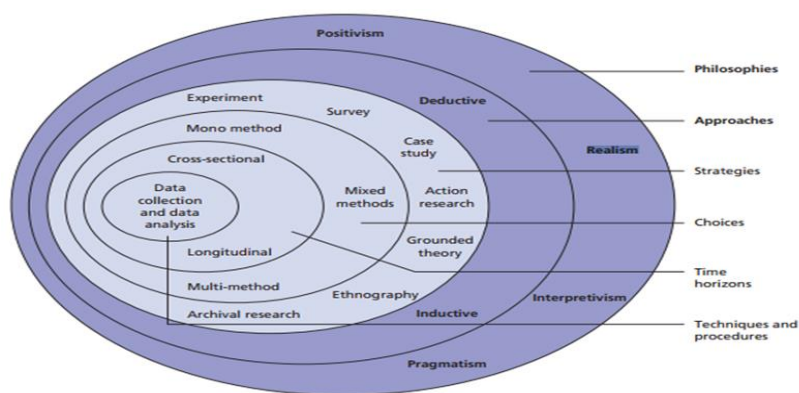 Positivism
Philosophies
Experiment
Survey
Deductive
Approaches
Mono method
Case
study
Realism
Cross-sectional
Strategies
Data
collection
and data
analysis
Mixed
methods
Action
research
Choices
Longitudinal
Grounded
theory
Time
horizons
Multi-method
Ethnography
Interpretivism
Archival research
Inductive
Techniques and
procedures
Pragmatism